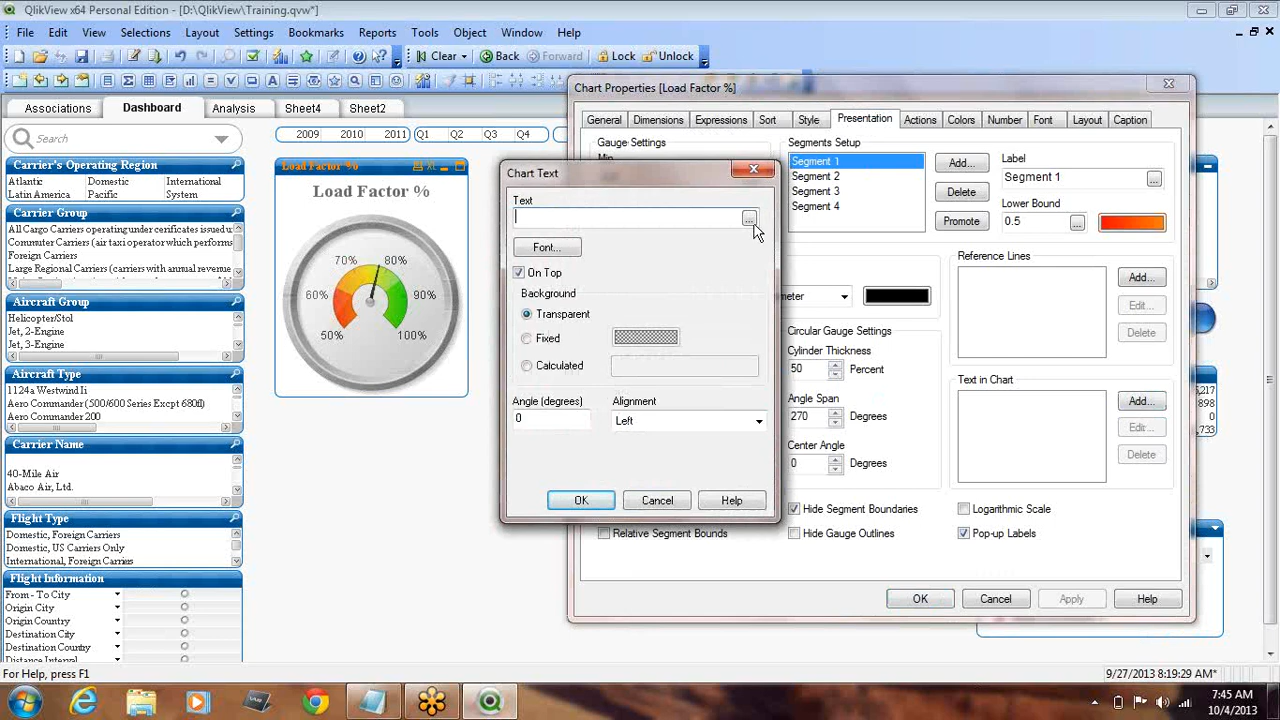 QlikView x64 Personal Edition - [D:\QlikView\Training.qvw*]
File Edit View Selections Layout Settings Bookmarks Reports Tools Object Window Help
Clear Back Forward Lock Unlock
Associations Dashboard Analysis Sheet4 Sheet2
Search
2009 2010 2011 Q1 Q2 Q3 Q4
Carrier's Operating Region
Atlantic Domestic International
Latin America Pacific System
Carrier Group
All Cargo Carriers operating under certificates issued
Commuter Carriers (air taxi operator which performs
Foreign Carriers
Large Regional Carriers (carriers with annual revenue
Aircraft Group
Helicopter/Stol
Jet, 2-Engine
Jet, 3-Engine
Aircraft Type
1124a Westwind Ii
Aero Commander (500/600 Series Excpt 680fl)
Aero Commander 200
Carrier Name
40-Mile Air
Abaco Air, Ltd.
Flight Type
Domestic, Foreign Carriers
Domestic, US Carriers Only
International, Foreign Carriers
Flight Information
From - To City
Origin City
Origin Country
Destination City
Destination Country
Distance Interval
Load Factor % XL
Load Factor %
70% 80%
60% 90%
50% 100%
Chart Text
Text
Font...
On Top
Background
Transparent
Fixed
Calculated
Angle (degrees) Alignment
0 Left
OK Cancel Help
Chart Properties [Load Factor %]
General Dimensions Expressions Sort Style Presentation Actions Colors Number Font Layout Caption
Gauge Settings
Min
Segments Setup
Segment 1
Segment 2
Segment 3
Segment 4
Add...
Delete
Promote
Label
Segment 1
Lower Bound
0.5
Reference Lines
Add...
Edit...
Delete
Circular Gauge Settings
Cylinder Thickness
50 Percent
Angle Span
270 Degrees
Center Angle
0 Degrees
Text in Chart
Add...
Edit...
Delete
Hide Segment Boundaries
Logarithmic Scale
Relative Segment Bounds
Hide Gauge Outlines
Pop-up Labels
OK Cancel Apply Help
For Help, press F1
9/27/2013 8:19:29 AM*
7:45 AM
10/4/2013